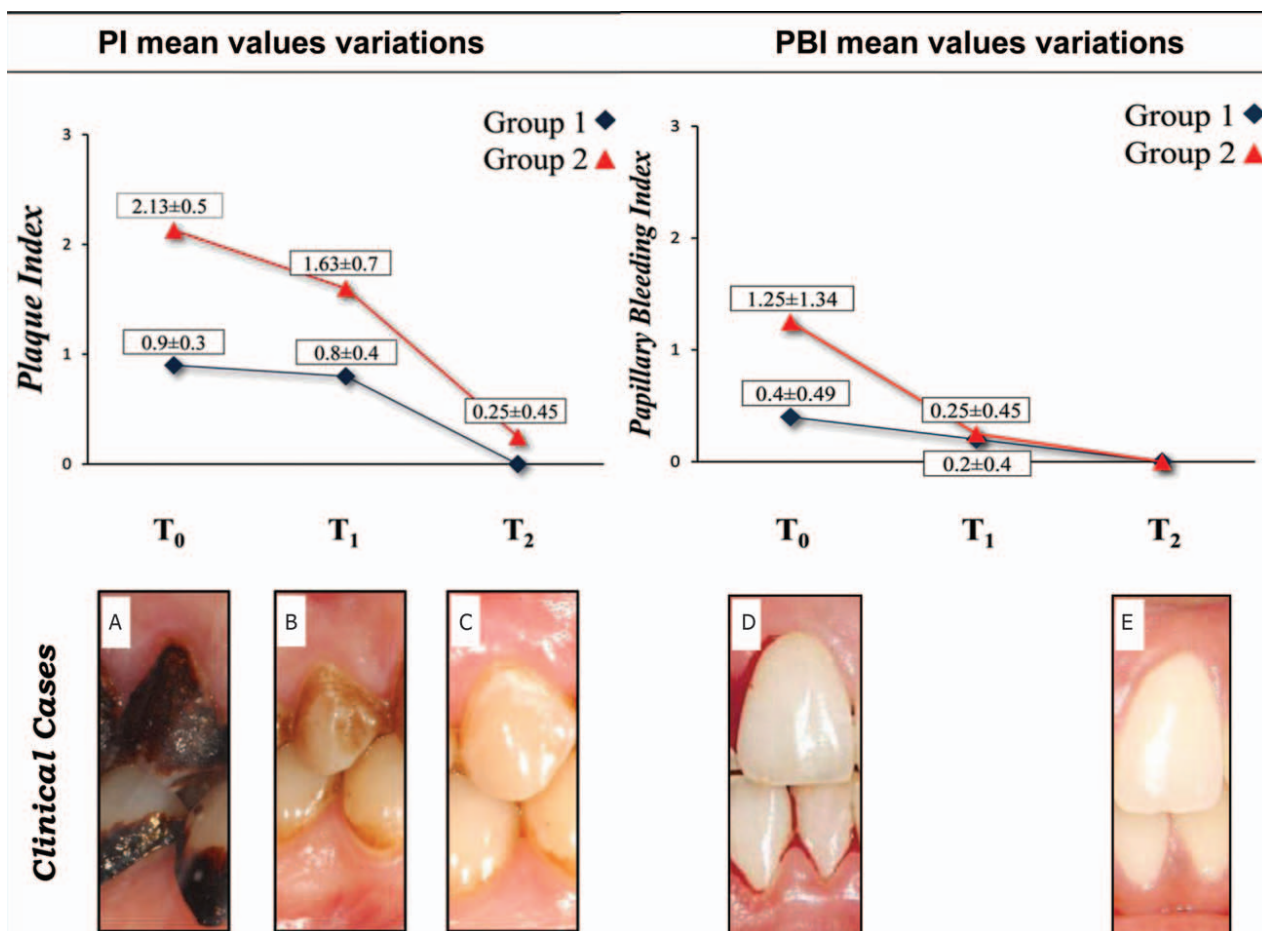 PI mean values variations
PBI mean values variations
Group 1
Group 2
Plaque Index
3
2
1
0
2.13±0.5
1.63±0.7
0.9±0.3
0.8±0.4
0.25±0.45
T0
T1
T2
Group 1
Group 2
Papillary Bleeding Index
3
2
1
0
1.25±1.34
0.4±0.49
0.25±0.45
0.2±0.4
T0
T1
T2
Clinical Cases
A
B
C
D
E